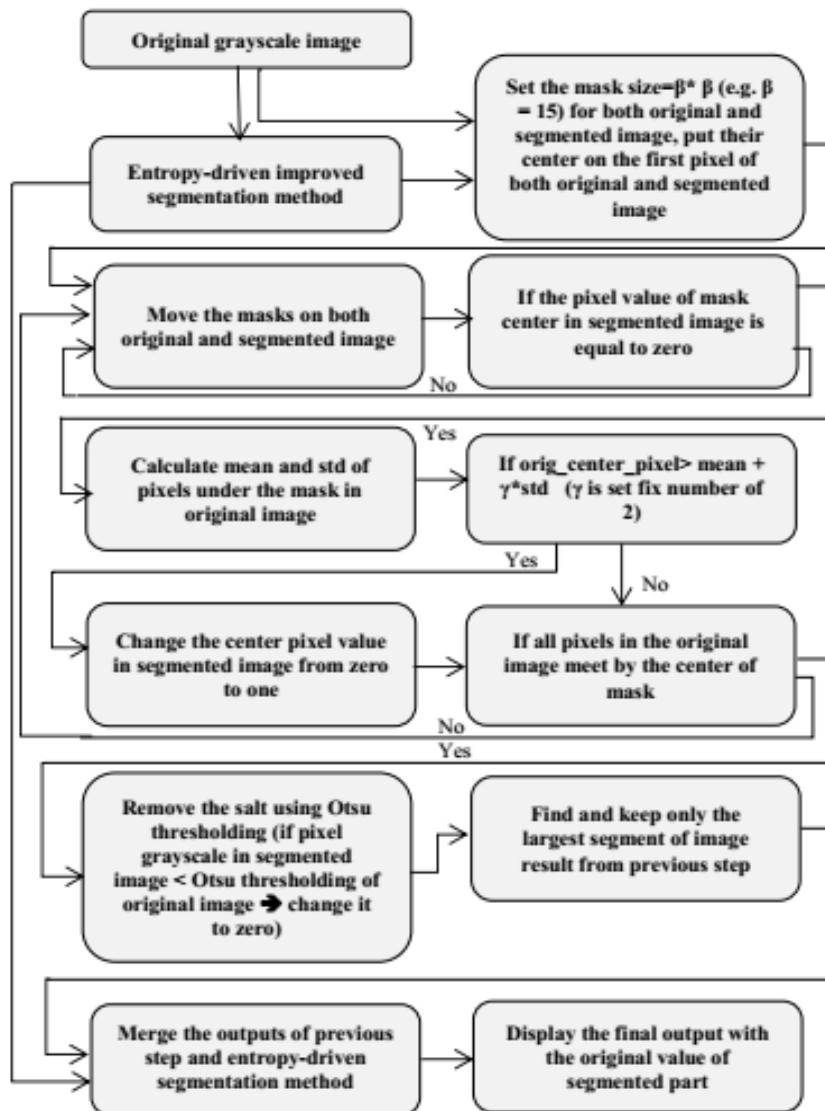 Original grayscale image
Set the mask size=β* β (e.g. β
= 15) for both original and
segmented image, put their
center on the first pixel of
both original and segmented
image
Entropy-driven improved
segmentation method
Move the masks on both
original and segmented image
If the pixel value of mask
center in segmented image is
equal to zero
No
Yes
Calculate mean and std of
pixels under the mask in
original image
If orig_center_pixel> mean +
γ*std (γ is set fix number of
2)
Yes
No
Change the center pixel value
in segmented image from zero
to one
If all pixels in the original
image meet by the center of
mask
No
Yes
Remove the salt using Otsu
thresholding (if pixel
grayscale in segmented
image < Otsu thresholding of
original image ➔ change it
to zero)
Find and keep only the
largest segment of image
result from previous step
Merge the outputs of previous
step and entropy-driven
segmentation method
Display the final output with
the original value of
segmented part